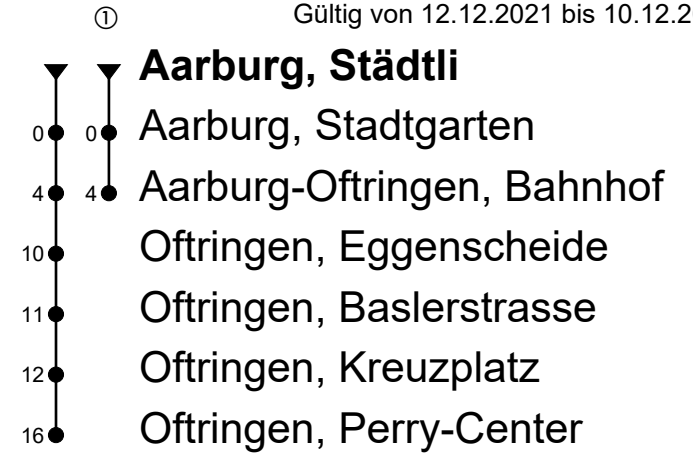 ① Gültig von 12.12.2021 bis 10.12.2
Aarburg, Städtli
0 0 Aarburg, Stadtgarten
4 4 Aarburg-Oftringen, Bahnhof
10 Oftringen, Eggenscheide
11 Oftringen, Baslerstrasse
12 Oftringen, Kreuzplatz
16 Oftringen, Perry-Center